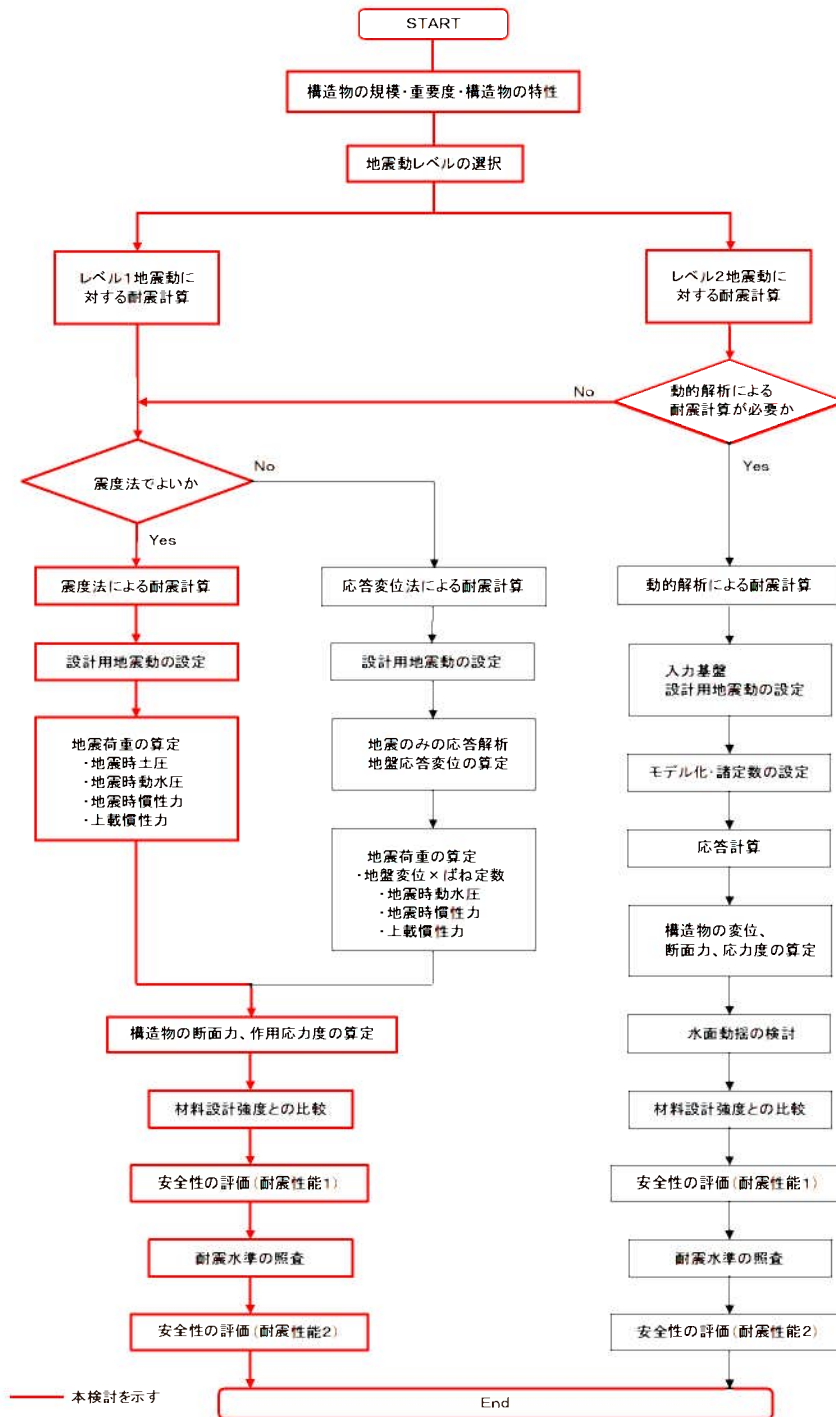 START
構造物の規模・重要度・構造物の特性
地震動レベルの選択
レベル1地震動に
対する耐震計算
レベル2地震動に
対する耐震計算
動的解析による
耐震計算が必要か
No
Yes
震度法でよいか
No
Yes
震度法による耐震計算
設計用地震動の設定
地震荷重の算定
・地震時土圧
・地震時動水圧
・地震時慣性力
・上載慣性力
応答変位法による耐震計算
設計用地震動の設定
地震のみの応答解析
地盤応答変位の算定
地震荷重の算定
・地盤変位×ばね定数
・地震時動水圧
・地震時慣性力
・上載慣性力
構造物の断面力、作用応力度の算定
材料設計強度との比較
安全性の評価(耐震性能1)
耐震水準の照査
安全性の評価(耐震性能2)
動的解析による耐震計算
入力基盤
設計用地震動の設定
モデル化・諸定数の設定
応答計算
構造物の変位、
断面力、応力度の算定
水面動揺の検討
材料設計強度との比較
安全性の評価(耐震性能1)
耐震水準の照査
安全性の評価(耐震性能2)
本検討を示す
End